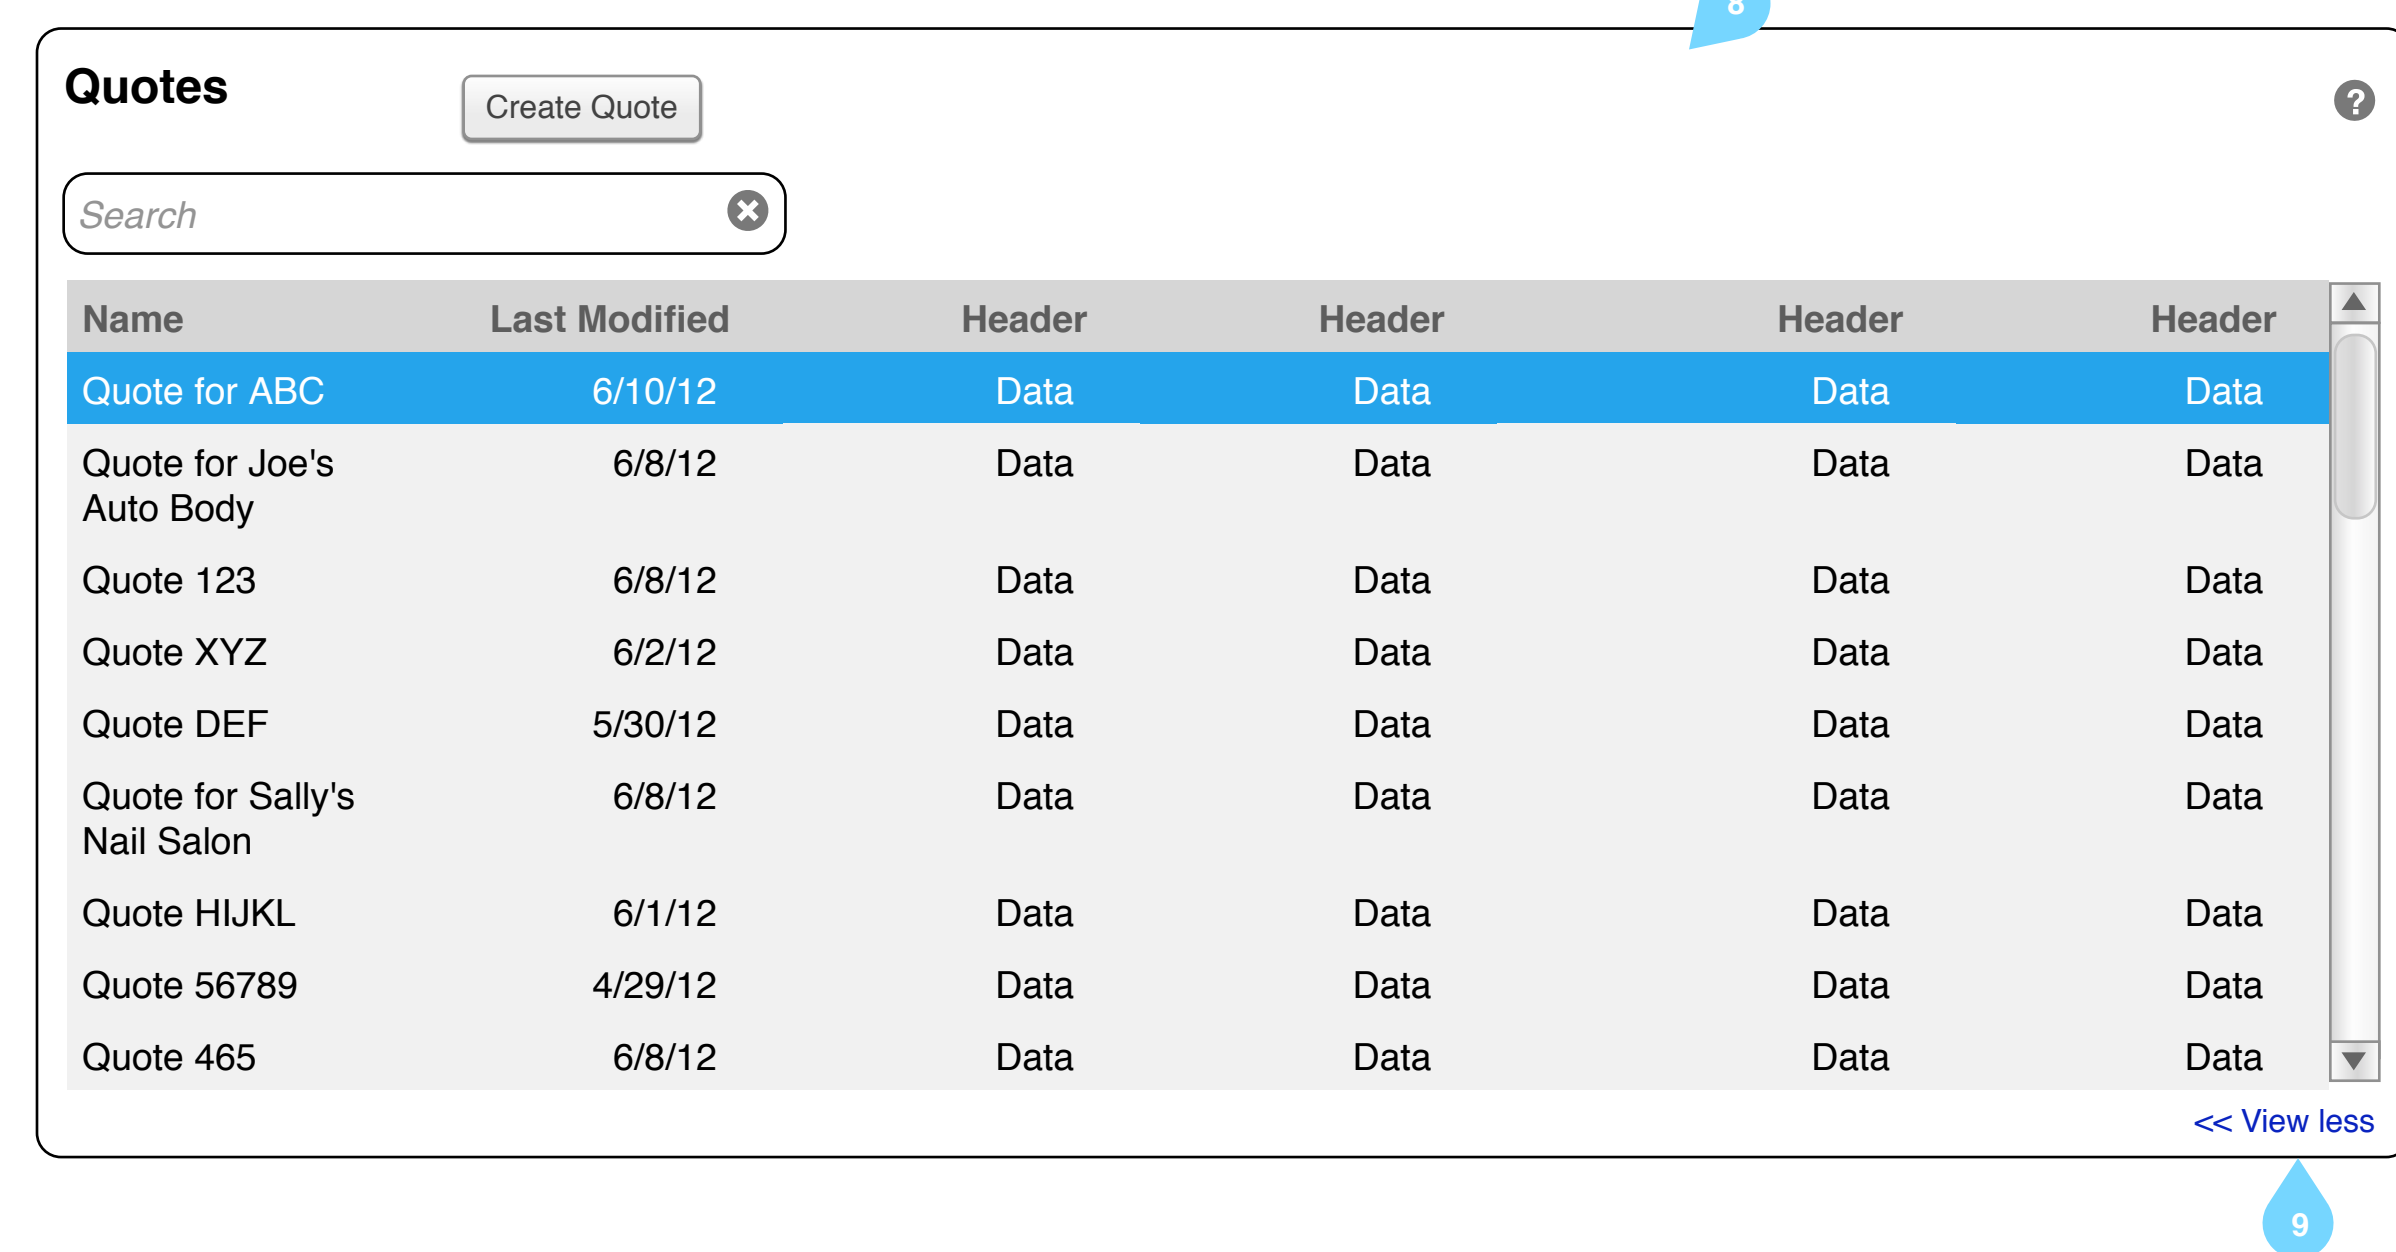 8
Quotes
Create Quote
?
Search
Name Last Modified Header Header Header Header
Quote for ABC 6/10/12 Data Data Data Data
Quote for Joe's 6/8/12 Data Data Data Data
Auto Body
Quote 123 6/8/12 Data Data Data Data
Quote XYZ 6/2/12 Data Data Data Data
Quote DEF 5/30/12 Data Data Data Data
Quote for Sally's 6/8/12 Data Data Data Data
Nail Salon
Quote HIJKL 6/1/12 Data Data Data Data
Quote 56789 4/29/12 Data Data Data Data
Quote 465 6/8/12 Data Data Data Data
<< View less
9